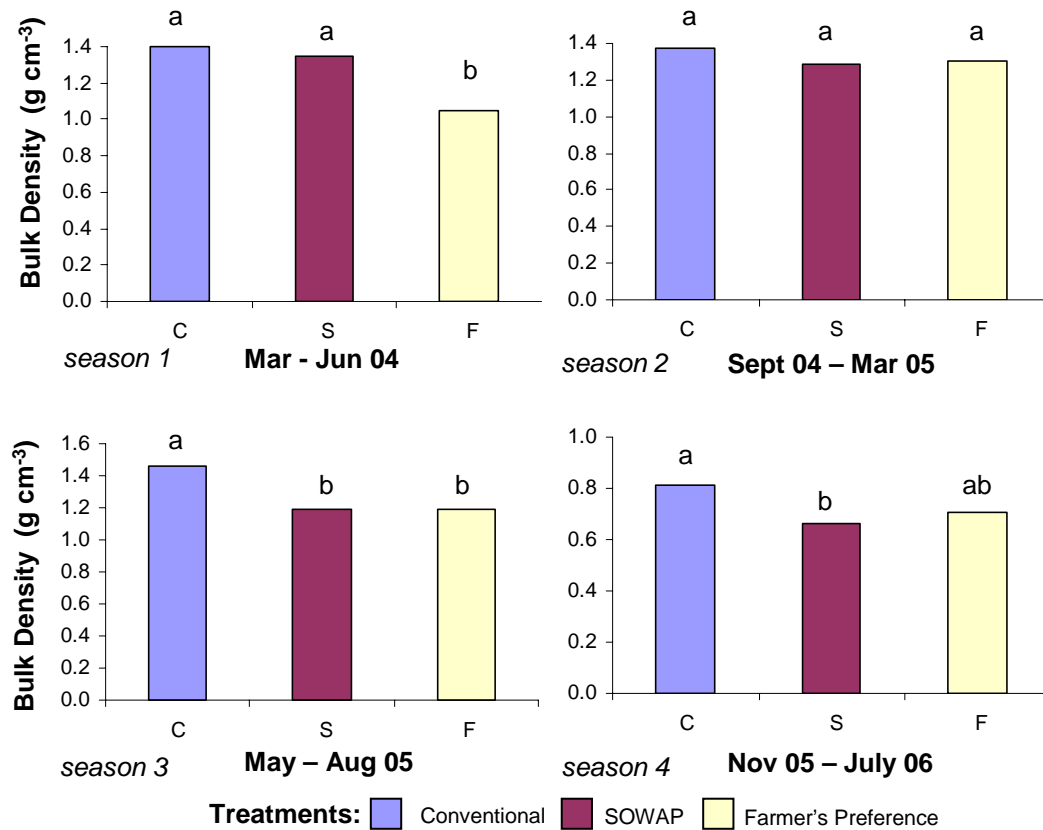 a
a
b
Bulk Density (g cm-3)
1.4
1.2
1.0
0.8
0.6
0.4
0.2
0.0
C S F
season 1 Mar - Jun 04
a
a
a
1.4
1.2
1.0
0.8
0.6
0.4
0.2
0.0
C S F
season 2 Sept 04 – Mar 05
a
b
b
Bulk Density (g cm-3)
1.6
1.4
1.2
1.0
0.8
0.6
0.4
0.2
0.0
C S F
season 3 May – Aug 05
a
b
ab
1.0
0.8
0.6
0.4
0.2
0.0
C S F
season 4 Nov 05 – July 06
Treatments: Conventional SOWAP Farmer's Preference